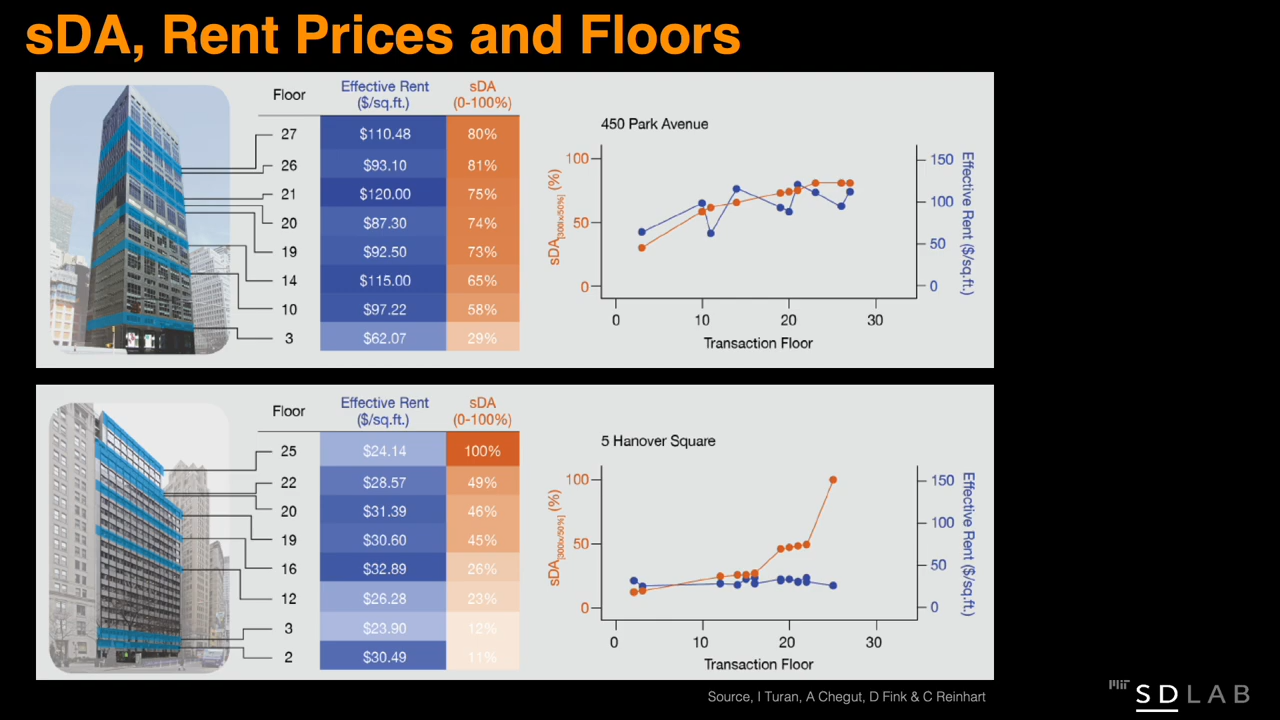 sDA, Rent Prices and Floors
Floor Effective Rent ($/sq.ft.) sDA (0-100%)
27 $110.48 80%
26 $93.10 81%
21 $120.00 75%
20 $87.30 74%
19 $92.50 73%
14 $115.00 65%
10 $97.22 58%
3 $62.07 29%
450 Park Avenue
sDA[300lx/50%] (%)
100
50
0
150
100
50
0
Effective Rent ($/sq.ft.)
0 10 20 30
Transaction Floor
Floor Effective Rent ($/sq.ft.) sDA (0-100%)
25 $24.14 100%
22 $28.57 49%
20 $31.39 46%
19 $30.60 45%
16 $32.89 26%
12 $26.28 23%
3 $23.90 12%
2 $30.49 11%
5 Hanover Square
sDA[300lx/50%] (%)
100
50
0
150
100
50
0
Effective Rent ($/sq.ft.)
0 10 20 30
Transaction Floor
Source, I Turan, A Chegut, D Fink & C Reinhart
MIT SDLAB